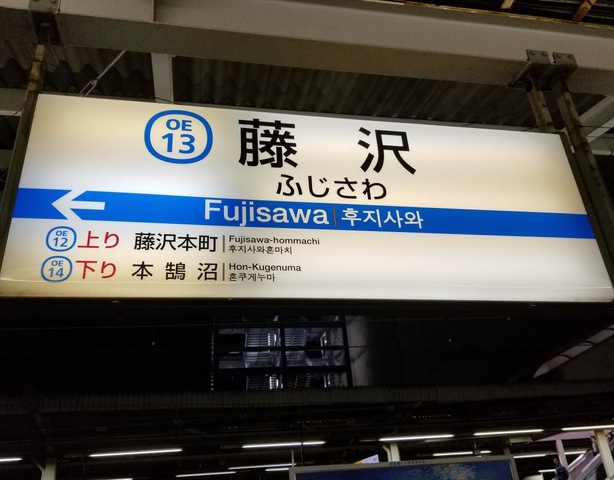 OE
13
藤沢
ふじさわ
Fujisawa 후지사와
OE
12
上り 藤沢本町 Fujisawa-hommachi
후지사와혼마치
OE
14
下り 本鵠沼 Hon-Kugenuma
혼쿠게누마